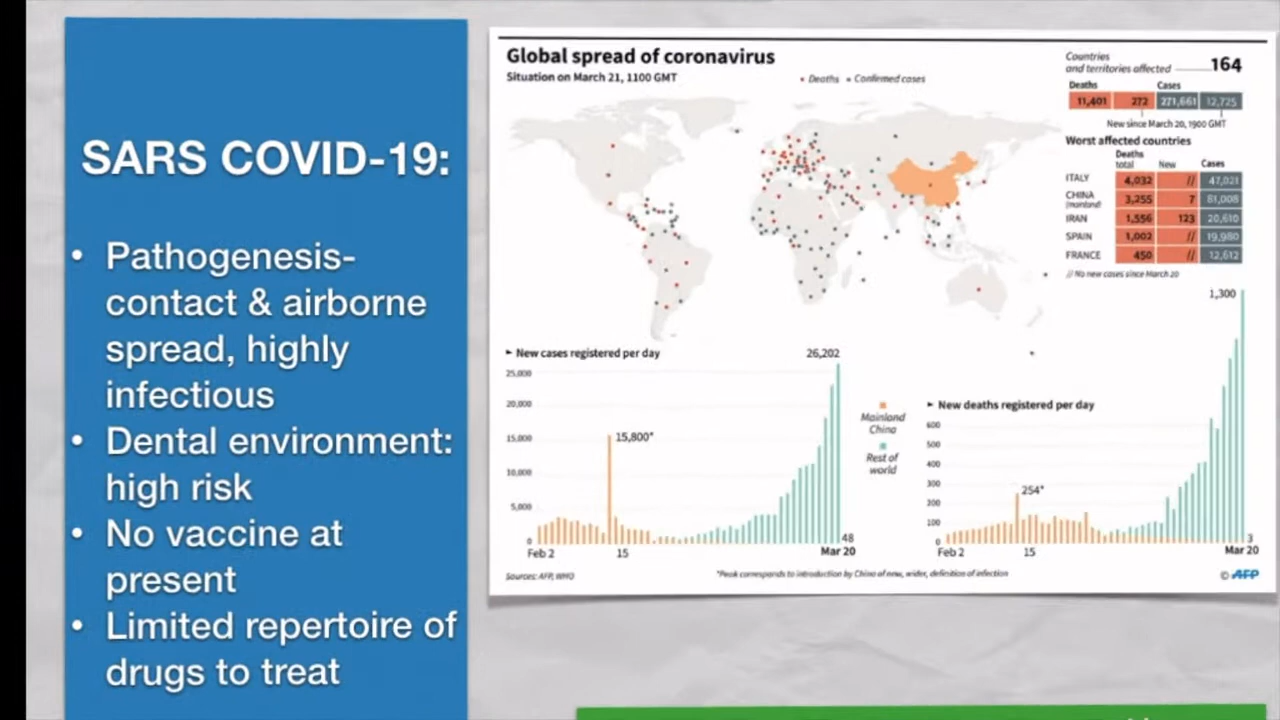 SARS COVID-19:
• Pathogenesis-
contact & airborne
spread, highly
infectious
• Dental environment:
high risk
• No vaccine at
present
• Limited repertoire of
drugs to treat
Global spread of coronavirus
Situation on March 21, 1100 GMT
• Deaths • Confirmed cases
Countries
and territories affected 164
Deaths Cases
11,401 272 271,661 12,725
New since March 20, 1900 GMT
Worst affected countries
Deaths
total New Cases
ITALY 4,032 // 47,021
CHINA
(mainland) 3,255 7 81,008
IRAN 1,556 123 20,610
SPAIN 1,002 // 19,980
FRANCE 450 // 12,612
// No new cases since March 20
► New cases registered per day
26,202
25,000
20,000
15,000
15,800*
10,000
5,000
0
48
Feb 2 15 Mar 20
Mainland
China
Rest of
world
► New deaths registered per day
1,300
600
500
400
300
254*
200
100
0
3
Feb 2 15 Mar 20
Sources: AFP, WHO
*Peak corresponds to introduction by China of new, wider, definition of infection
© AFP